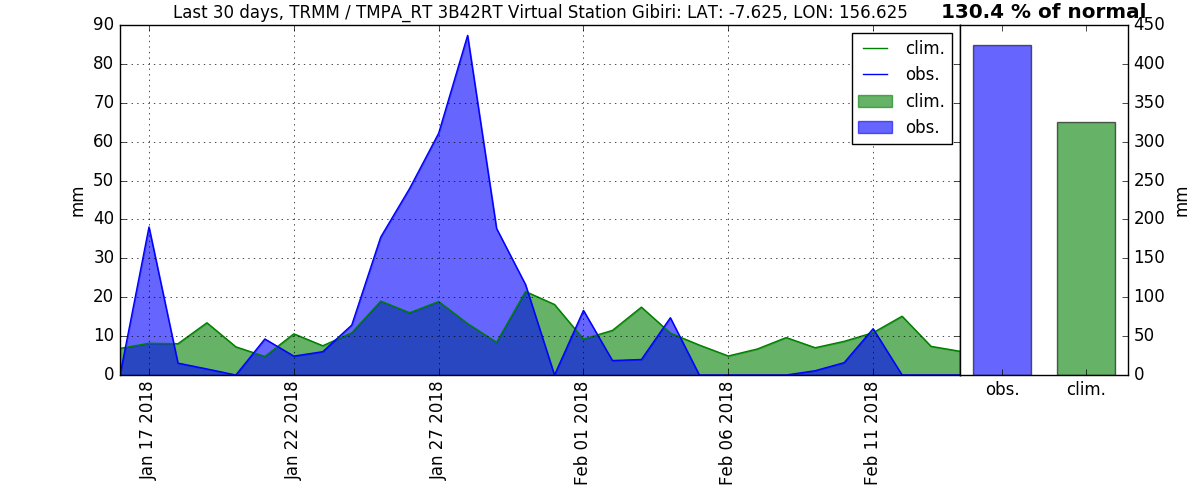 Last 30 days, TRMM / TMPA_RT 3B42RT Virtual Station Gibiri: LAT: -7.625, LON: 156.625
130.4 % of normal
90
80
70
60
50
40
30
20
10
0
mm
clim.
obs.
clim.
obs.
450
400
350
300
250
200
150
100
50
0
mm
obs.
clim.
Jan 17 2018
Jan 22 2018
Jan 27 2018
Feb 01 2018
Feb 06 2018
Feb 11 2018